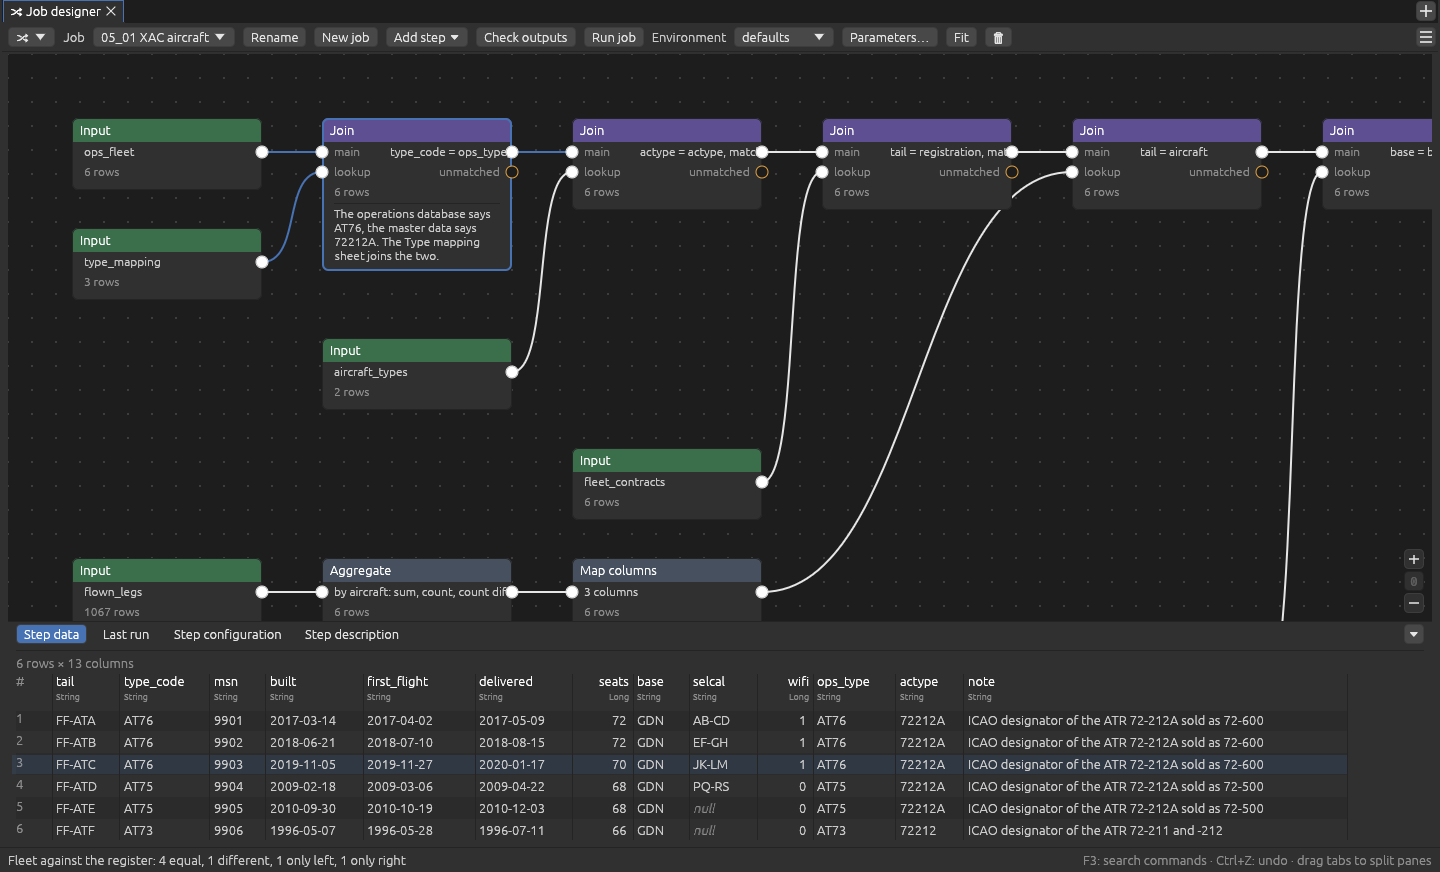 Job designer
Job 05_01 XAC aircraft Rename New job Add step Check outputs Run job Environment defaults Parameters... Fit
Input
ops_fleet
6 rows
Join
main type_code = ops_type
lookup unmatched
6 rows
The operations database says
AT76, the master data says
72212A. The Type mapping
sheet joins the two.
Join
main actype = actype, matc
lookup unmatched
6 rows
Join
main tail = registration, mat
lookup unmatched
6 rows
Join
main tail = aircraft
lookup unmatched
6 rows
Join
main base = b
lookup
6 rows
Input
type_mapping
3 rows
Input
aircraft_types
2 rows
Input
fleet_contracts
6 rows
Input
flown_legs
1067 rows
Aggregate
by aircraft: sum, count, count dif
6 rows
Map columns
3 columns
6 rows
Step data Last run Step configuration Step description
6 rows × 13 columns
# tail type_code msn built first_flight delivered seats base selcal wifi ops_type actype note
String String String String String String Long String String Long String String String
1 FF-ATA AT76 9901 2017-03-14 2017-04-02 2017-05-09 72 GDN AB-CD 1 AT76 72212A ICAO designator of the ATR 72-212A sold as 72-600
2 FF-ATB AT76 9902 2018-06-21 2018-07-10 2018-08-15 72 GDN EF-GH 1 AT76 72212A ICAO designator of the ATR 72-212A sold as 72-600
3 FF-ATC AT76 9903 2019-11-05 2019-11-27 2020-01-17 70 GDN JK-LM 1 AT76 72212A ICAO designator of the ATR 72-212A sold as 72-600
4 FF-ATD AT75 9904 2009-02-18 2009-03-06 2009-04-22 68 GDN PQ-RS 0 AT75 72212A ICAO designator of the ATR 72-212A sold as 72-500
5 FF-ATE AT75 9905 2010-09-30 2010-10-19 2010-12-03 68 GDN null 0 AT75 72212A ICAO designator of the ATR 72-212A sold as 72-500
6 FF-ATF AT73 9906 1996-05-07 1996-05-28 1996-07-11 66 GDN null 0 AT73 72212 ICAO designator of the ATR 72-211 and -212
Fleet against the register: 4 equal, 1 different, 1 only left, 1 only right
F3: search commands · Ctrl+Z: undo · drag tabs to split panes